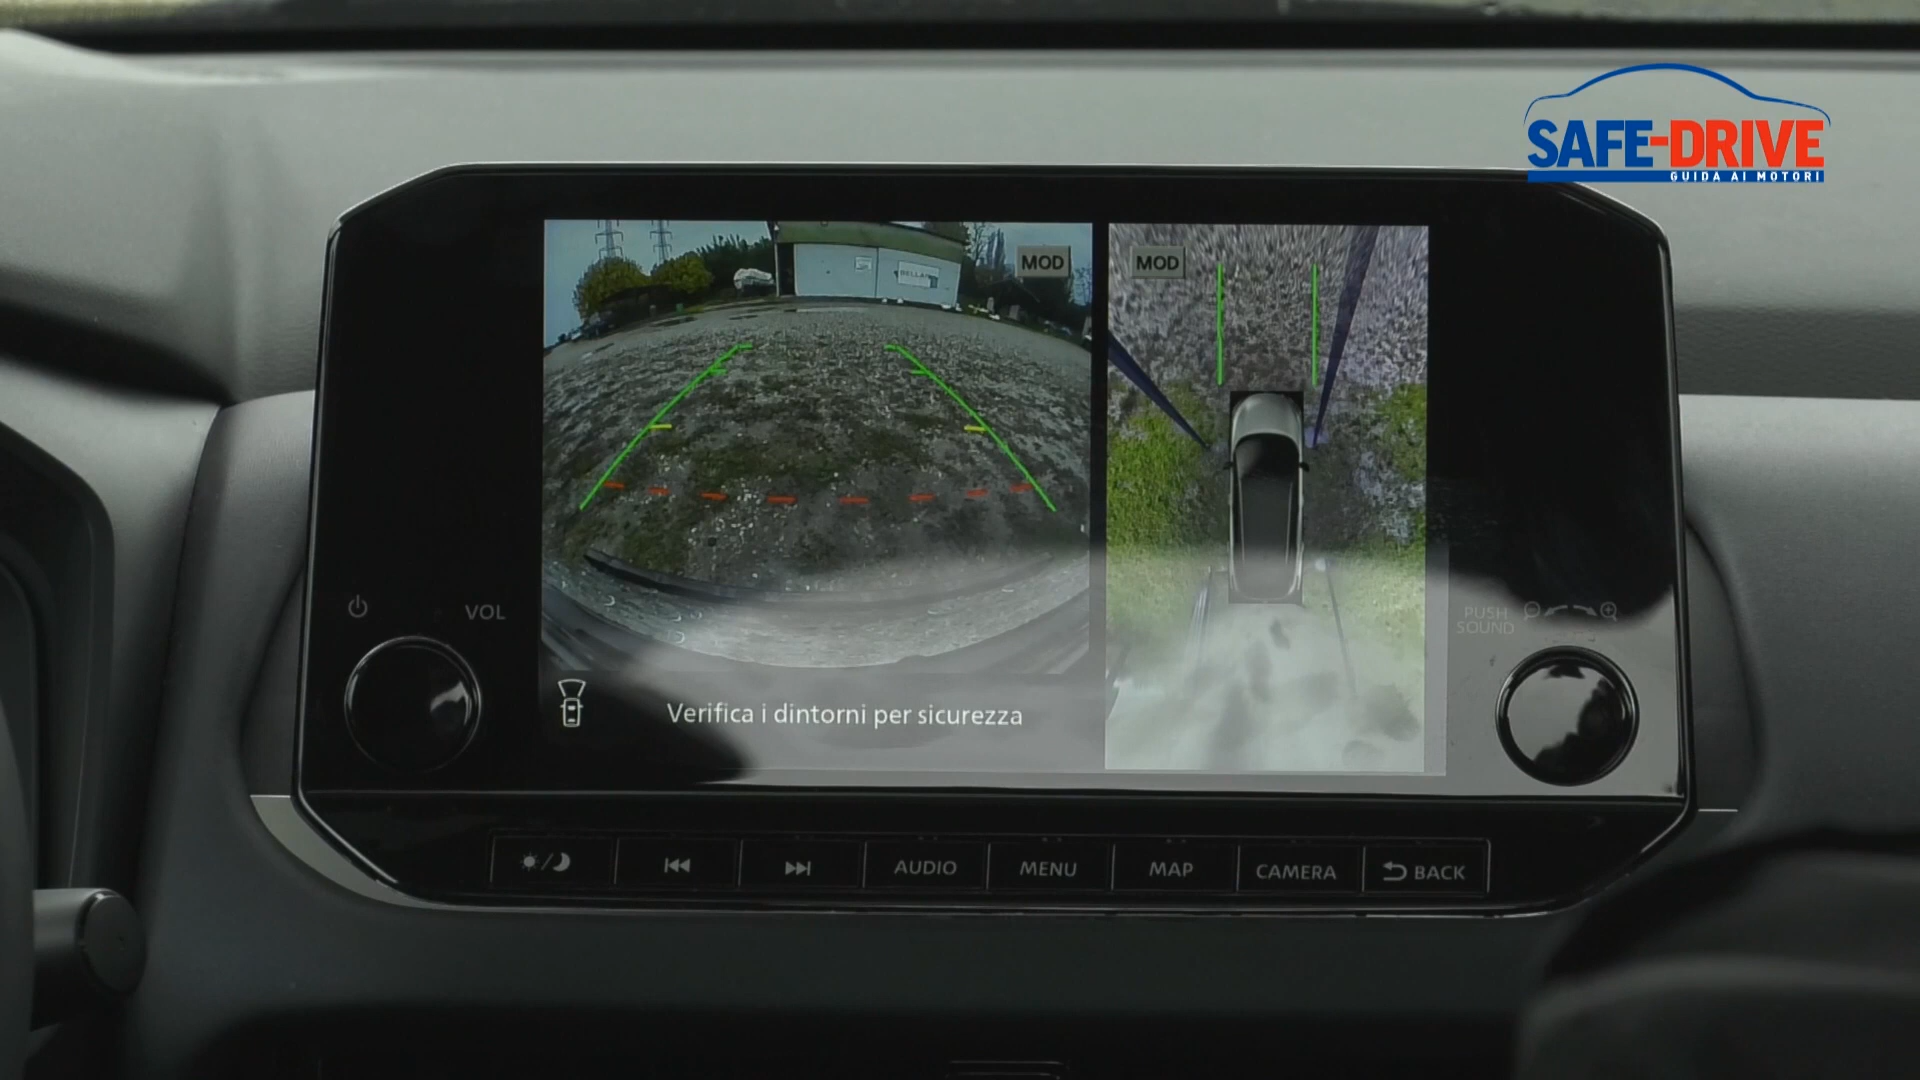 SAFE-DRIVE
GUIDA AI MOTORI
MOD
MOD
VOL
PUSH
SOUND
Verifica i dintorni per sicurezza
AUDIO
MENU
MAP
CAMERA
BACK